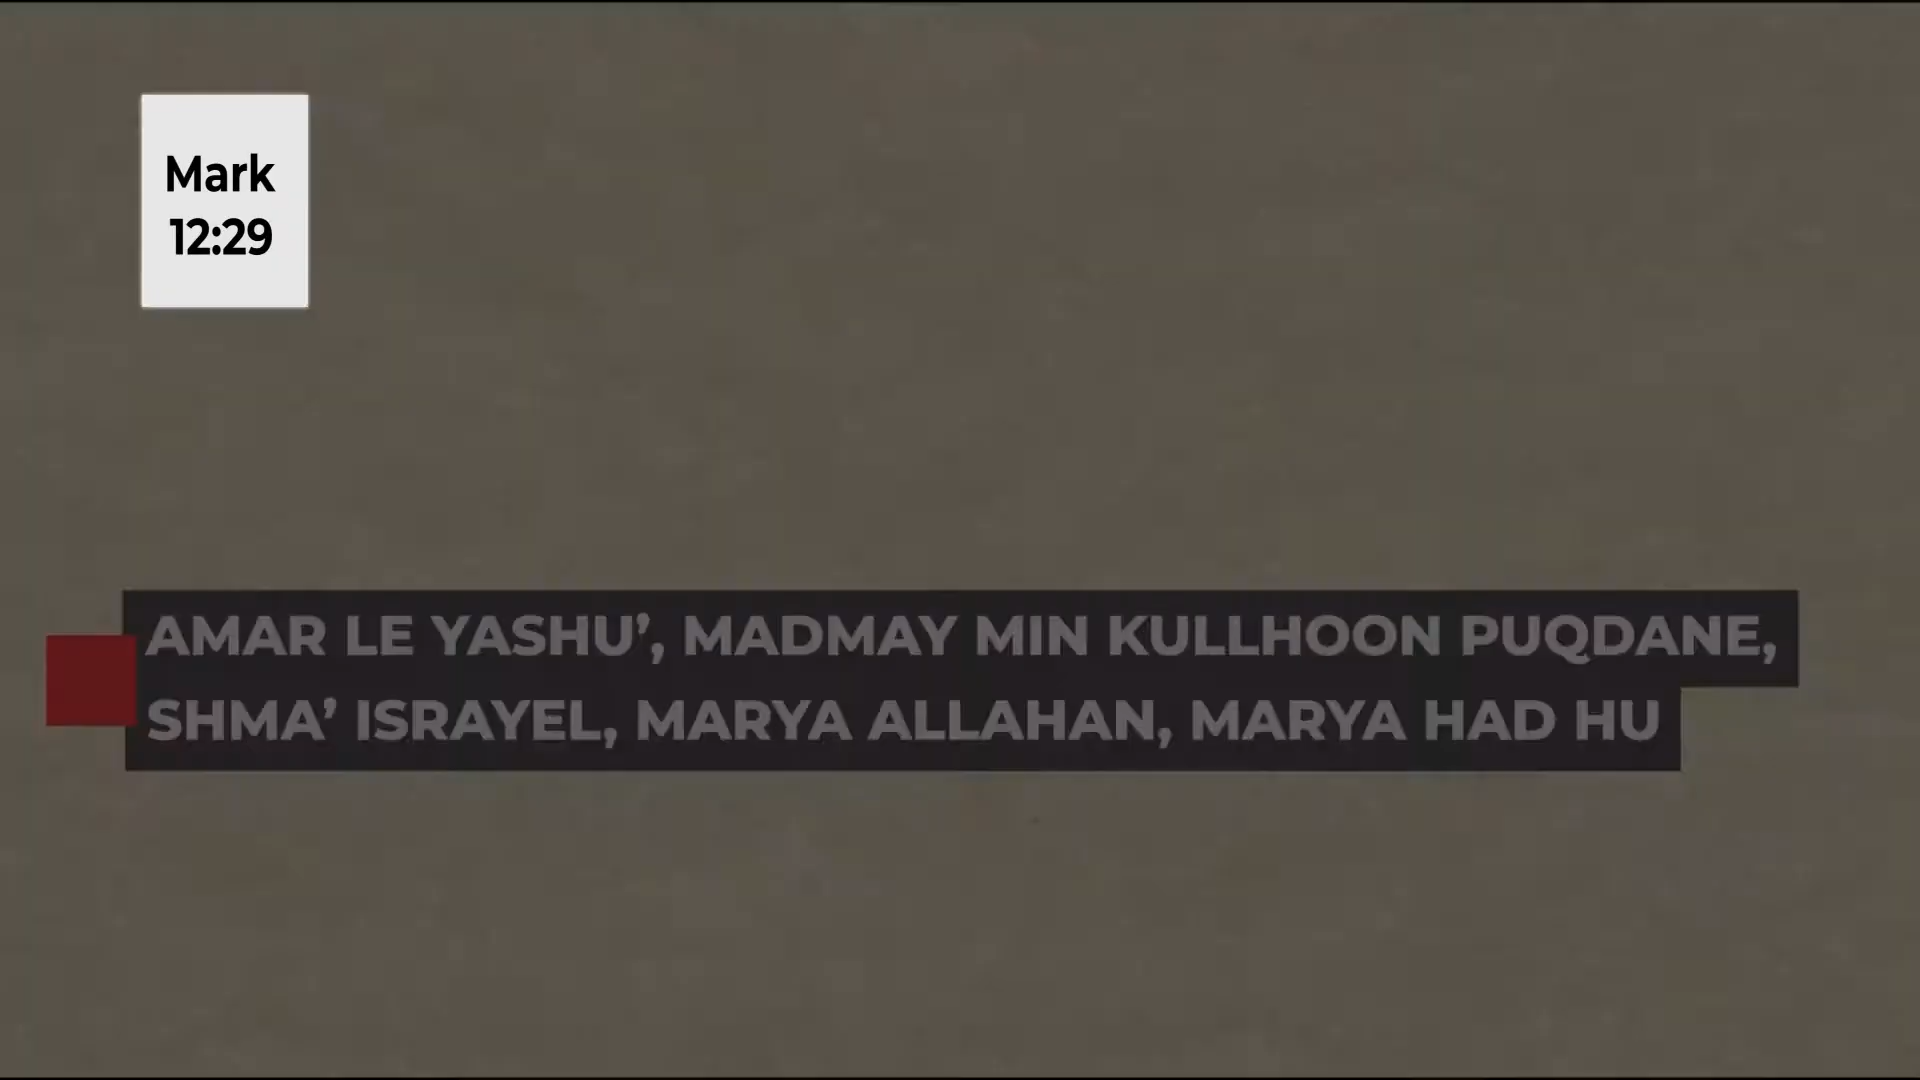 Mark
12:29
AMAR LE YASHU’, MADMAY MIN KULLHOON PUQDANE,
SHMA’ ISRAYEL, MARYA ALLAHAN, MARYA HAD HU